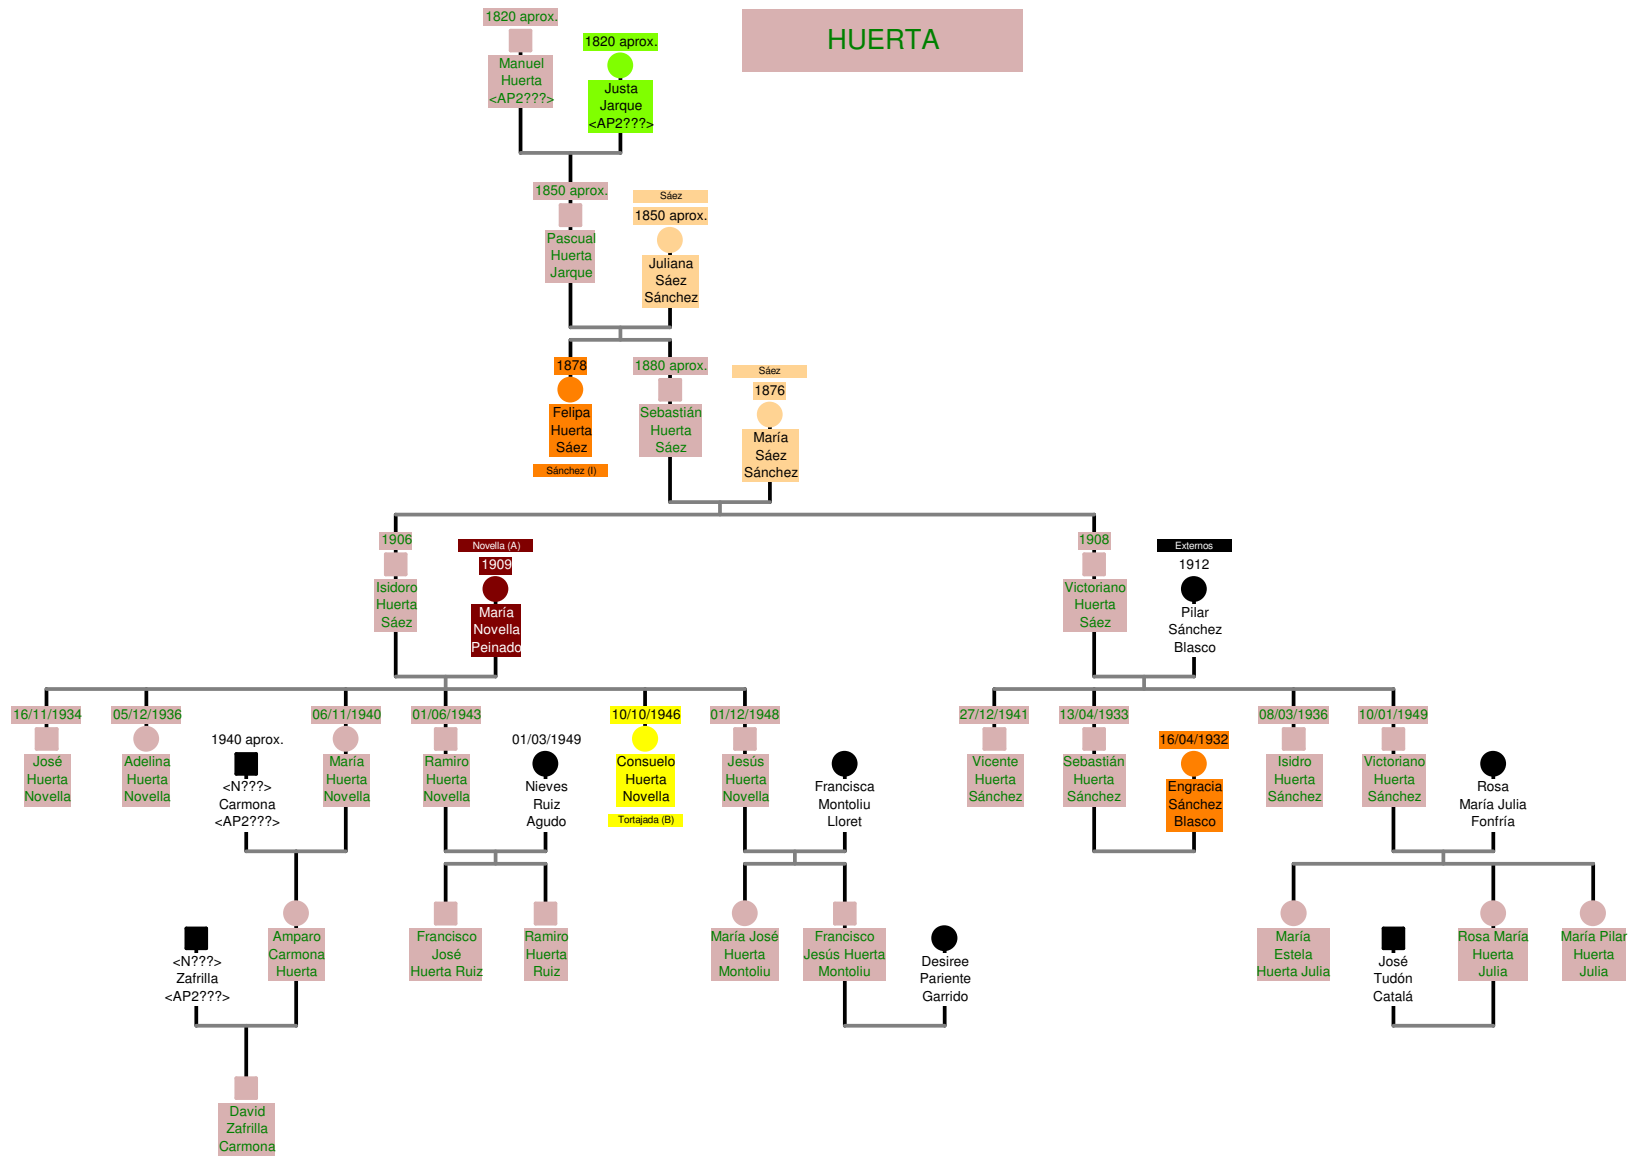 HUERTA
1820 aprox.
Manuel
Huerta
<AP2???>
1820 aprox.
Justa
Jarque
<AP2???>
1850 aprox.
Pascual
Huerta
Jarque
Sáez
1850 aprox.
Juliana
Sáez
Sánchez
1878
Felipa
Huerta
Sáez
Sánchez (I)
1880 aprox.
Sebastián
Huerta
Sáez
Sáez
1876
María
Sáez
Sánchez
1906
Isidoro
Huerta
Sáez
Novella (A)
1909
María
Novella
Peinado
1908
Victoriano
Huerta
Sáez
Externos
1912
Pilar
Sánchez
Blasco
16/11/1934
José
Huerta
Novella
05/12/1936
Adelina
Huerta
Novella
1940 aprox.
<N???>
Carmona
<AP2???>
06/11/1940
María
Huerta
Novella
01/06/1943
Ramiro
Huerta
Novella
01/03/1949
Nieves
Ruiz
Agudo
10/10/1946
Consuelo
Huerta
Novella
Tortajada (B)
01/12/1948
Jesús
Huerta
Novella
Francisca
Montoliu
Lloret
27/12/1941
Vicente
Huerta
Sánchez
13/04/1933
Sebastián
Huerta
Sánchez
16/04/1932
Engracia
Sánchez
Blasco
08/03/1936
Isidro
Huerta
Sánchez
10/01/1949
Victoriano
Huerta
Sánchez
Rosa
María Julia
Fonfría
<N???>
Zafrilla
<AP2???>
Amparo
Carmona
Huerta
Francisco
José
Huerta Ruiz
Ramiro
Huerta
Ruiz
María José
Huerta
Montoliu
Francisco
Jesús Huerta
Montoliu
Desiree
Pariente
Garrido
María
Estela
Huerta Julia
José
Tudón
Catalá
Rosa María
Huerta
Julia
María Pilar
Huerta
Julia
David
Zafrilla
Carmona